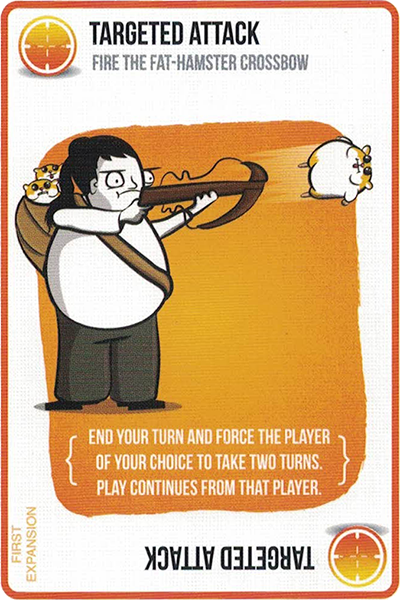 TARGETED ATTACK
FIRE THE FAT-HAMSTER CROSSBOW
END YOUR TURN AND FORCE THE PLAYER
OF YOUR CHOICE TO TAKE TWO TURNS.
PLAY CONTINUES FROM THAT PLAYER.
FIRST
EXPANSION
TARGETED ATTACK